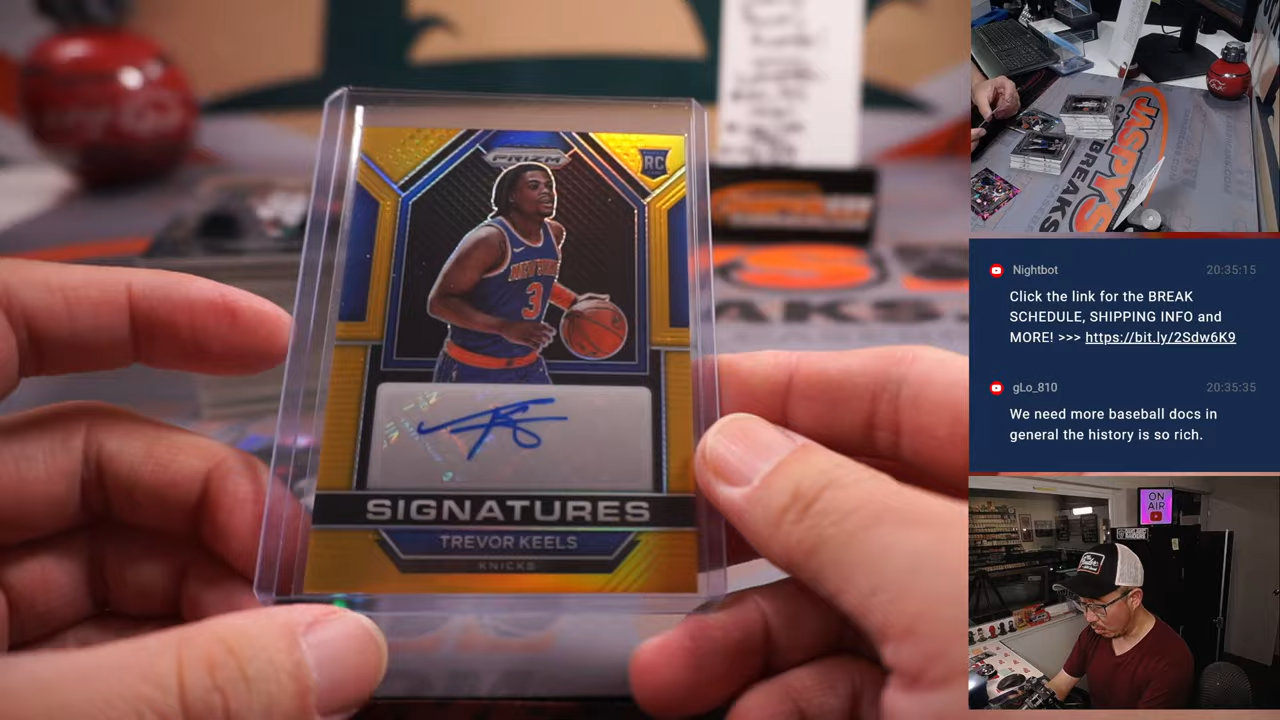 PRIZM
RC
NEW YORK
3
SIGNATURES
TREVOR KEELS
KNICKS
JASPYS
BREAKS
Nightbot
20:35:15
Click the link for the BREAK
SCHEDULE, SHIPPING INFO and
MORE! >>> https://bit.ly/2Sdw6K9
gLo_810
20:35:35
We need more baseball docs in
general the history is so rich.
ON
AIR